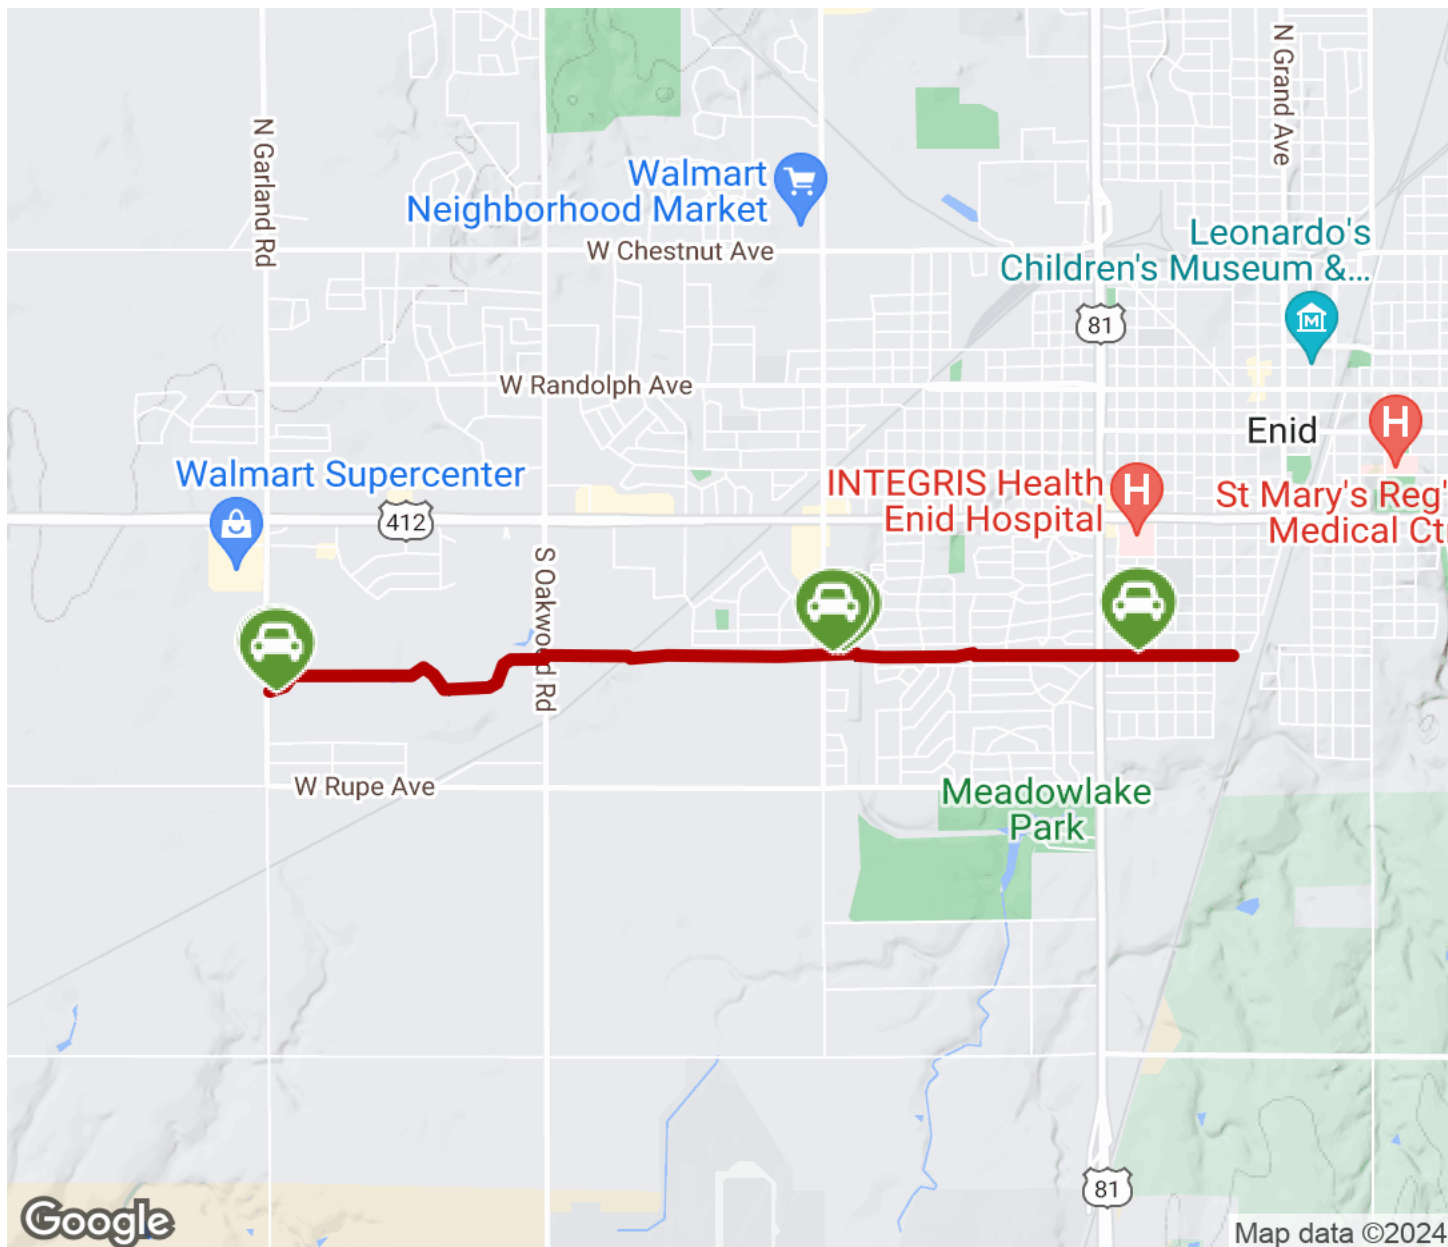 N Grand Ave
N Garland Rd
Walmart
Neighborhood Market
W Chestnut Ave
Leonardo's
Children's Museum &...
81
W Randolph Ave
Enid
H
Walmart Supercenter
412
INTEGRIS Health
Enid Hospital
H
St Mary's Reg'
Medical Ct
M
S Oakwood Rd
W Rupe Ave
Meadowlake
Park
81
Google
Map data ©2024